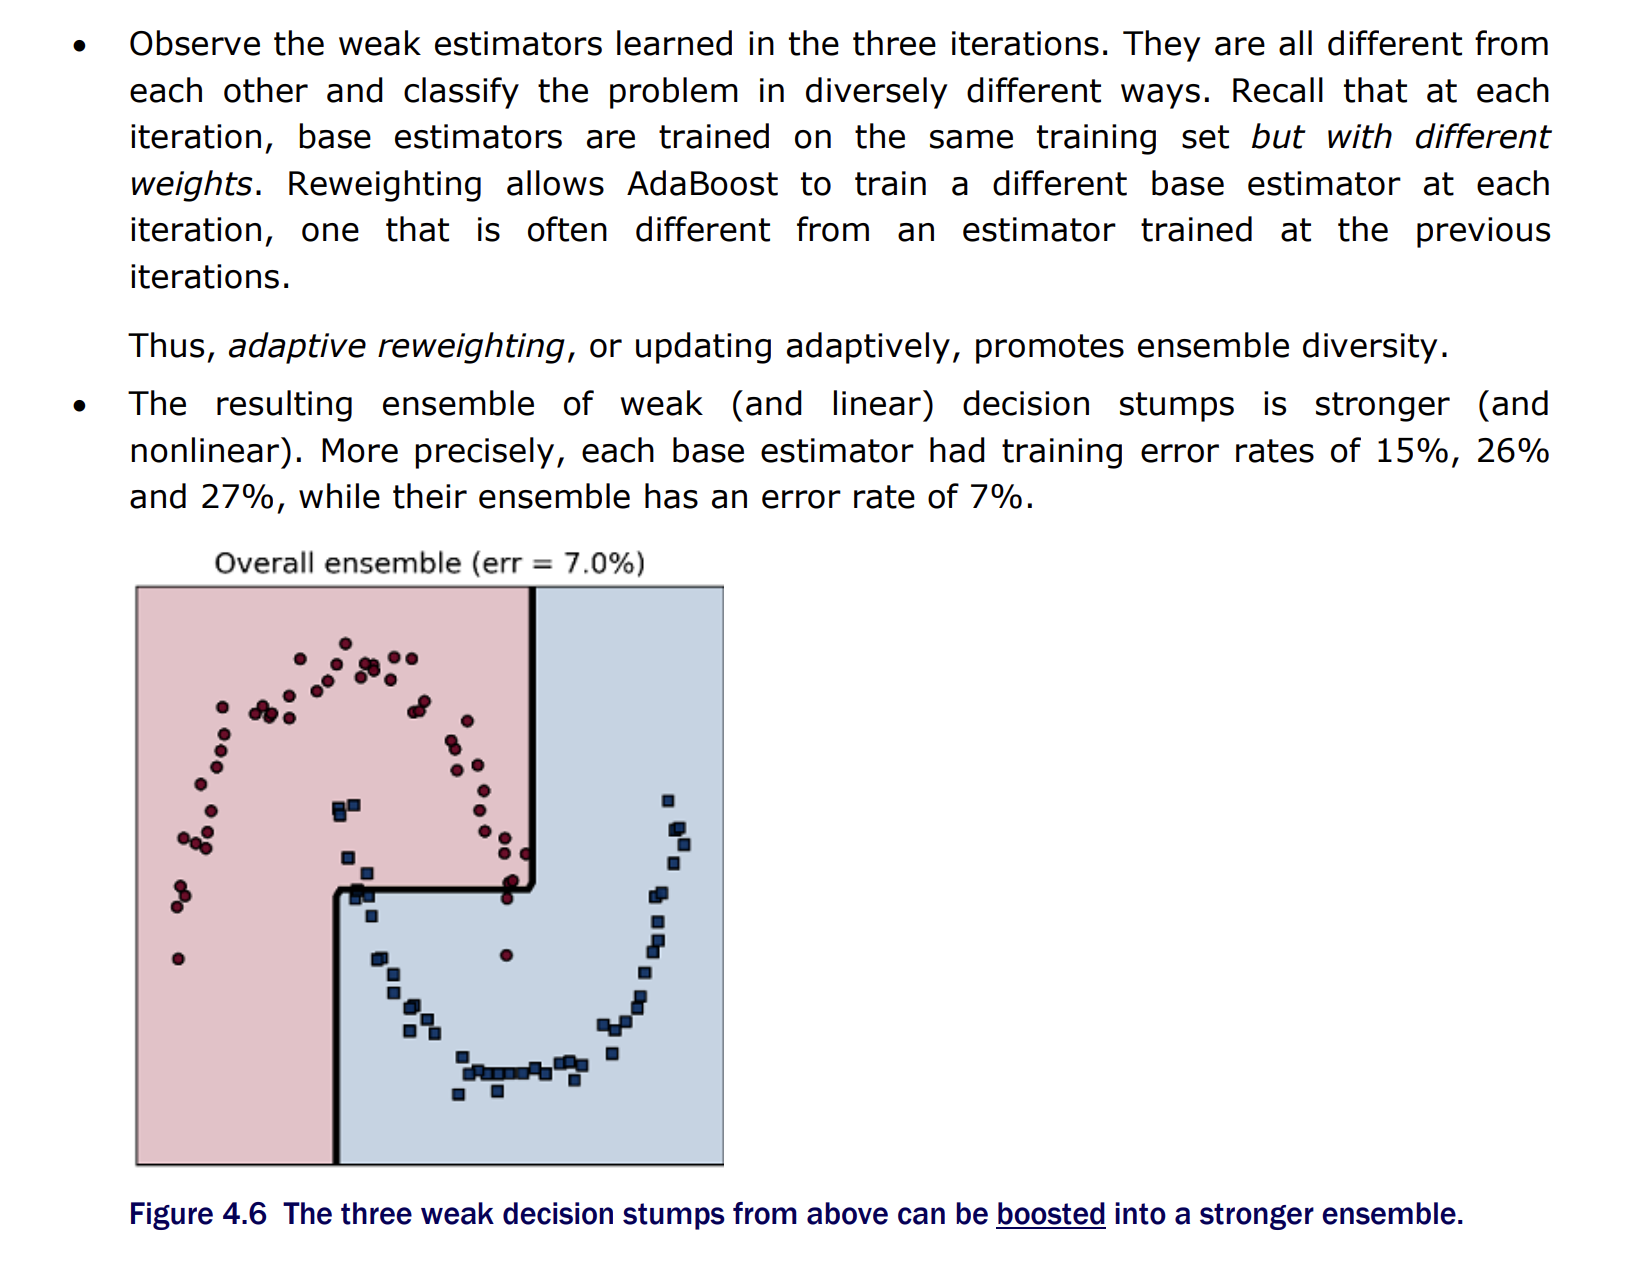 • Observe the weak estimators learned in the three iterations. They are all different from
each other and classify the problem in diversely different ways. Recall that at each
iteration, base estimators are trained on the same training set but with different
weights. Reweighting allows AdaBoost to train a different base estimator at each
iteration, one that is often different from an estimator trained at the previous
iterations.
Thus, adaptive reweighting, or updating adaptively, promotes ensemble diversity.
• The resulting ensemble of weak (and linear) decision stumps is stronger (and
nonlinear). More precisely, each base estimator had training error rates of 15%, 26%
and 27%, while their ensemble has an error rate of 7%.
Overall ensemble (err = 7.0%)
Figure 4.6 The three weak decision stumps from above can be boosted into a stronger ensemble.